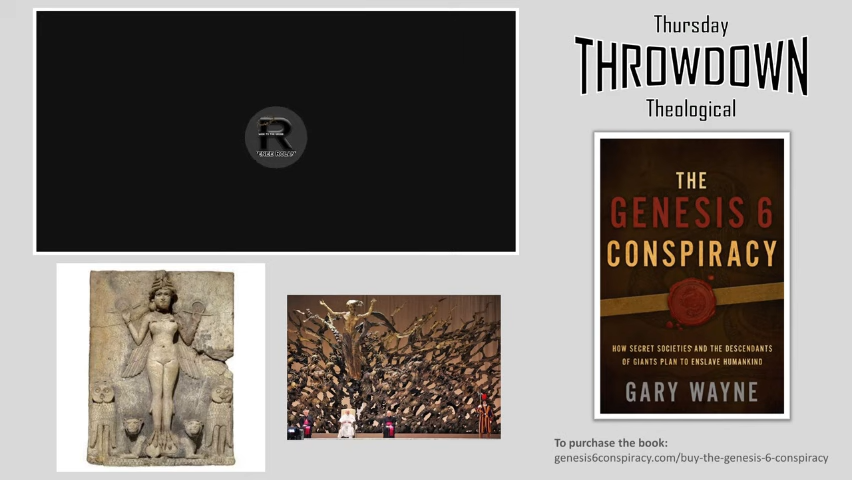 Thursday
THROWDOWN
Theological
THE
GENESIS 6
CONSPIRACY
HOW SECRET SOCIETIES AND THE DESCENDANTS
OF GIANTS PLAN TO ENSLAVE HUMANKIND
GARY WAYNE
To purchase the book:
genesis6conspiracy.com/buy-the-genesis-6-conspiracy
R